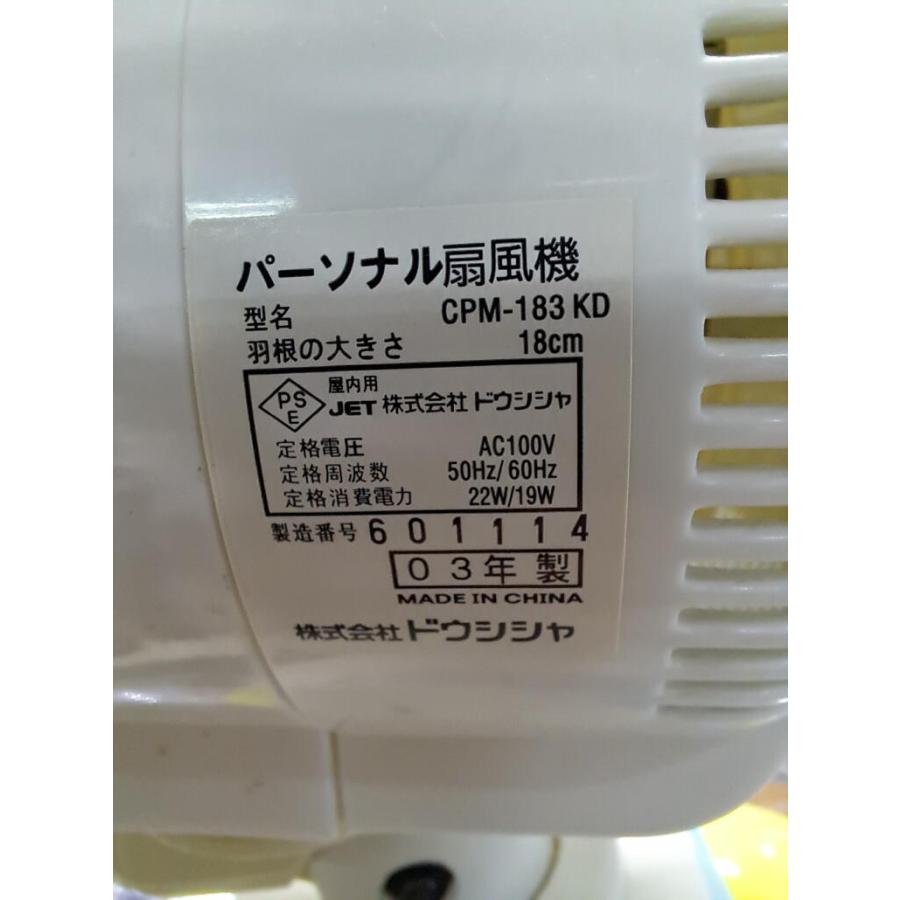 パーソナル扇風機
型名 CPM-183 KD
羽根の大きさ 18cm
PS E 屋内用
JET 株式会社 ドウシシャ
定格電圧 AC100V
定格周波数 50Hz/60Hz
定格消費電力 22W/19W
製造番号 601114
03年 製
MADE IN CHINA
株式会社 ドウシシャ